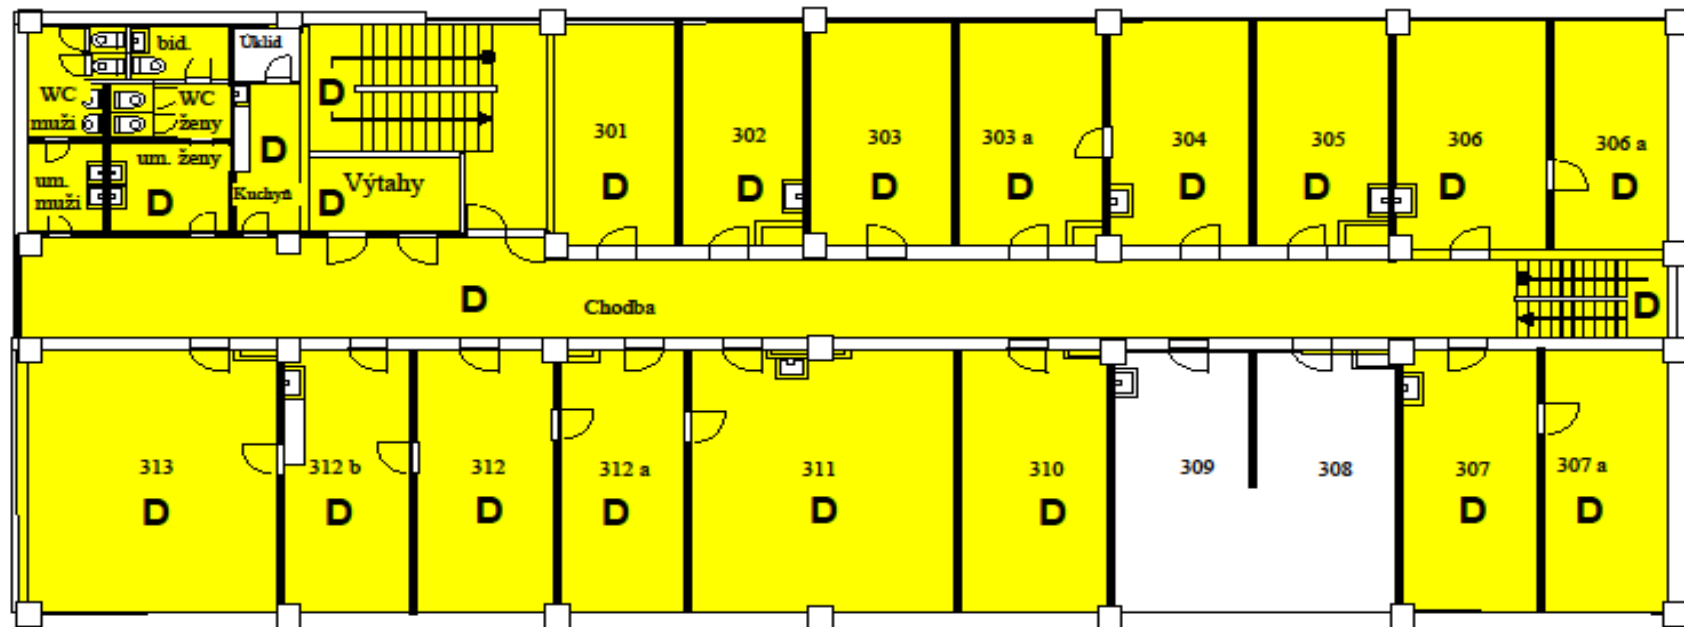 bid.
Úklid
WC
muži
WC
ženy
D
D
um. ženy
um.
muži
D
Kuchyň
D
Výtahy
301
D
302
D
303
D
303 a
D
304
D
305
D
306
D
306 a
D
D
Chodba
D
313
D
312 b
D
312
D
312 a
D
311
D
310
D
309
308
307
D
307 a
D